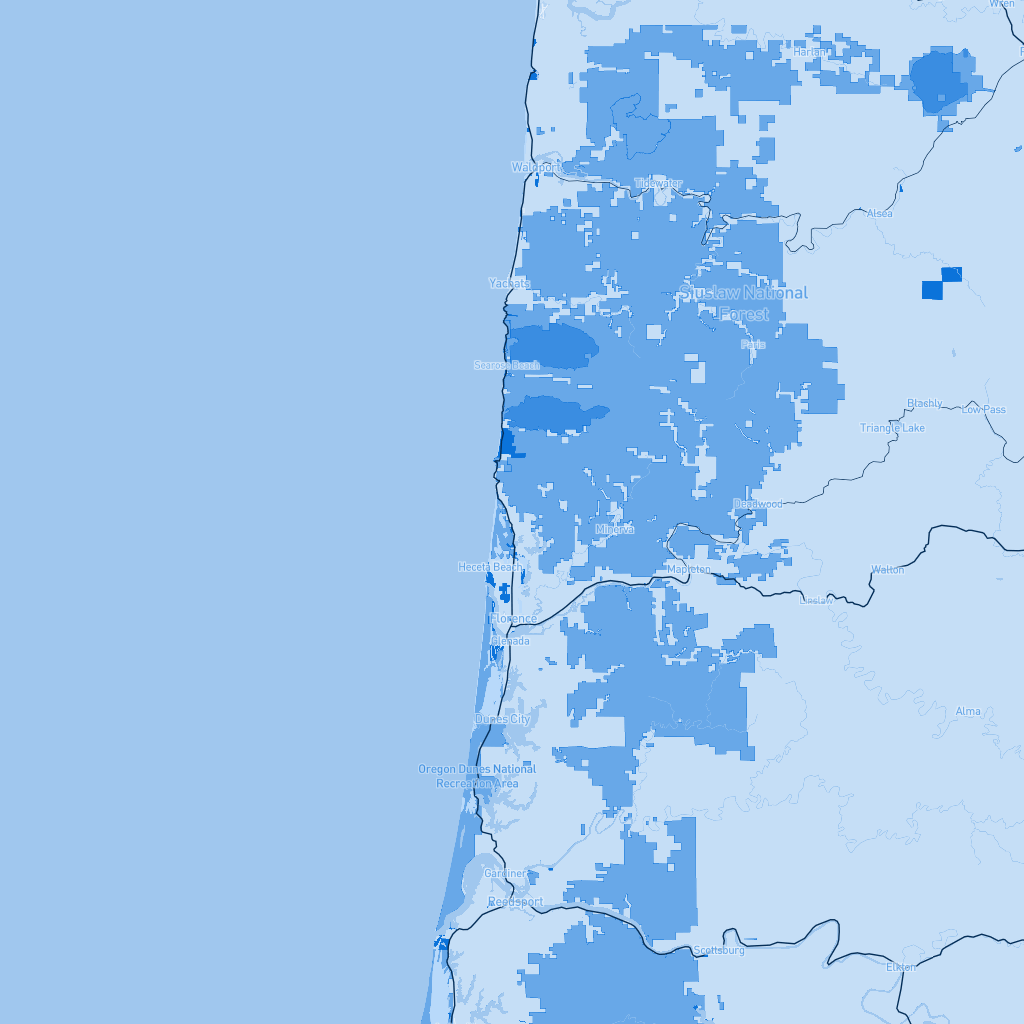 Wren
Harlan
Waldport
Tidewater
Alsea
Yachats
Siuslaw National
Forest
Paris
Searose Beach
Blachly
Low Pass
Triangle Lake
Deadwood
Minerva
Heceta Beach
Mapleton
Walton
Linslaw
Florence
Glenada
Dunes City
Alma
Oregon Dunes National
Recreation Area
Gardiner
Reedsport
Scottsburg
Elkton